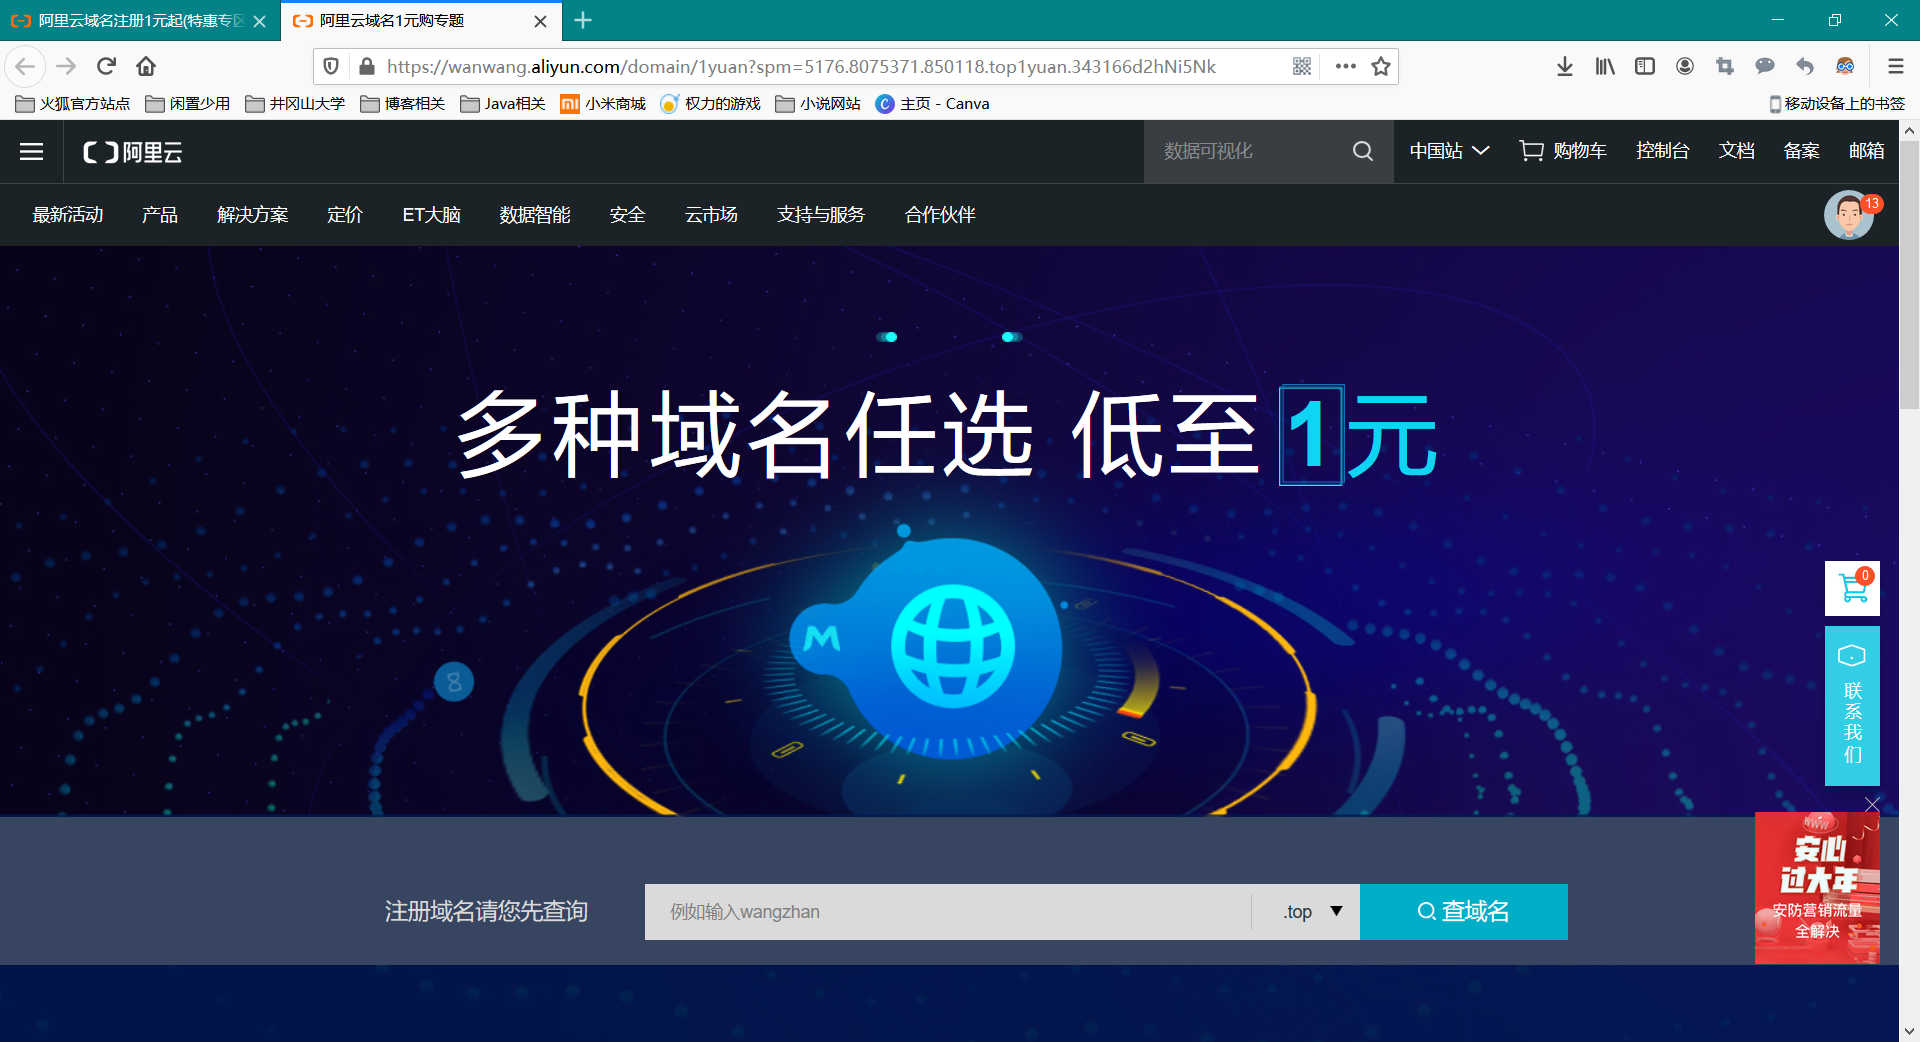 阿里云域名注册1元起(特惠专区
阿里云域名1元购专题
https://wanwang.aliyun.com/domain/1yuan?spm=5176.8075371.850118.top1yuan.343166d2hNi5Nk
火狐官方站点 闲置少用 井冈山大学 博客相关 Java相关 小米商城 权力的游戏 小说网站 主页 - Canva 移动设备上的书签
阿里云 数据可视化 中国站 购物车 控制台 文档 备案 邮箱
最新活动 产品 解决方案 定价 ET大脑 数据智能 安全 云市场 支持与服务 合作伙伴 13
多种域名任选 低至1元
0
联系我们
www
安心
过大年
安防营销流量
全解决
注册域名请您先查询 例如输入wangzhan .top 查域名